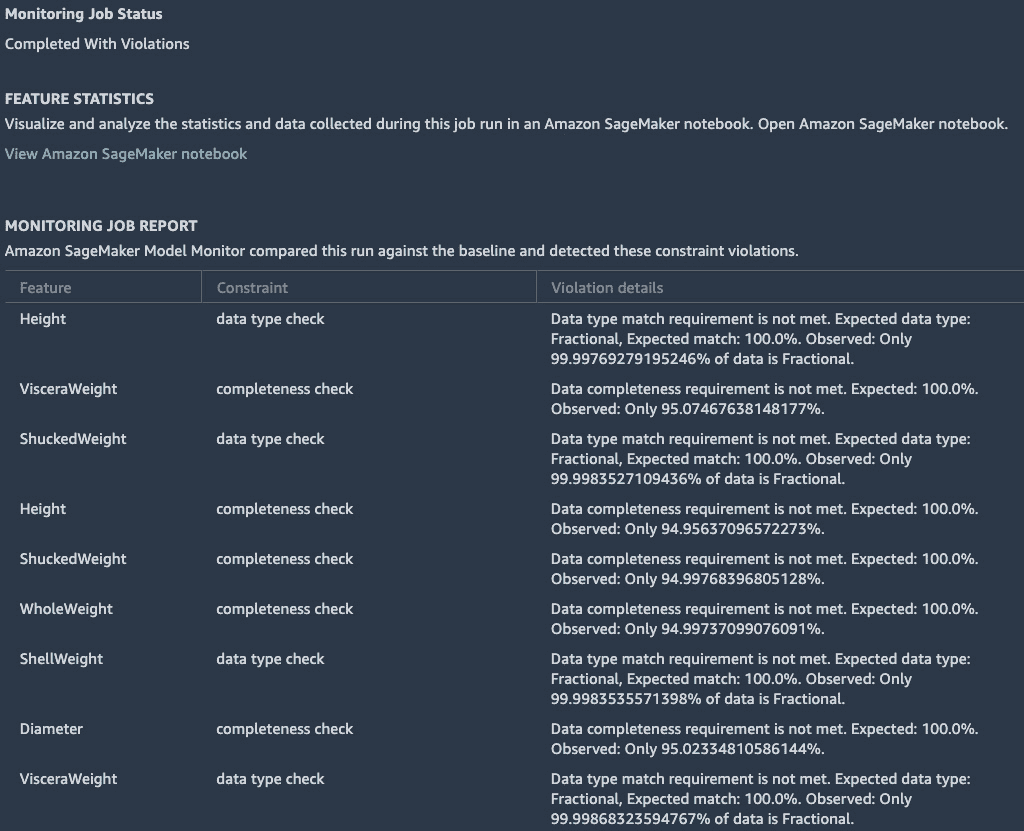 Monitoring Job Status
Completed With Violations
FEATURE STATISTICS
Visualize and analyze the statistics and data collected during this job run in an Amazon SageMaker notebook. Open Amazon SageMaker notebook.
View Amazon SageMaker notebook
MONITORING JOB REPORT
Amazon SageMaker Model Monitor compared this run against the baseline and detected these constraint violations.
Feature Constraint Violation details
Height data type check Data type match requirement is not met. Expected data type:
Fractional, Expected match: 100.0%. Observed: Only
99.99769279195246% of data is Fractional.
VisceraWeight completeness check Data completeness requirement is not met. Expected: 100.0%.
Observed: Only 95.07467638148177%.
ShuckedWeight data type check Data type match requirement is not met. Expected data type:
Fractional, Expected match: 100.0%. Observed: Only
99.9983527109436% of data is Fractional.
Height completeness check Data completeness requirement is not met. Expected: 100.0%.
Observed: Only 94.95637096572273%.
ShuckedWeight completeness check Data completeness requirement is not met. Expected: 100.0%.
Observed: Only 94.99768396805128%.
WholeWeight completeness check Data completeness requirement is not met. Expected: 100.0%.
Observed: Only 94.99737099076091%.
ShellWeight data type check Data type match requirement is not met. Expected data type:
Fractional, Expected match: 100.0%. Observed: Only
99.9983535571398% of data is Fractional.
Diameter completeness check Data completeness requirement is not met. Expected: 100.0%.
Observed: Only 95.02334810586144%.
VisceraWeight data type check Data type match requirement is not met. Expected data type:
Fractional, Expected match: 100.0%. Observed: Only
99.99868323594767% of data is Fractional.